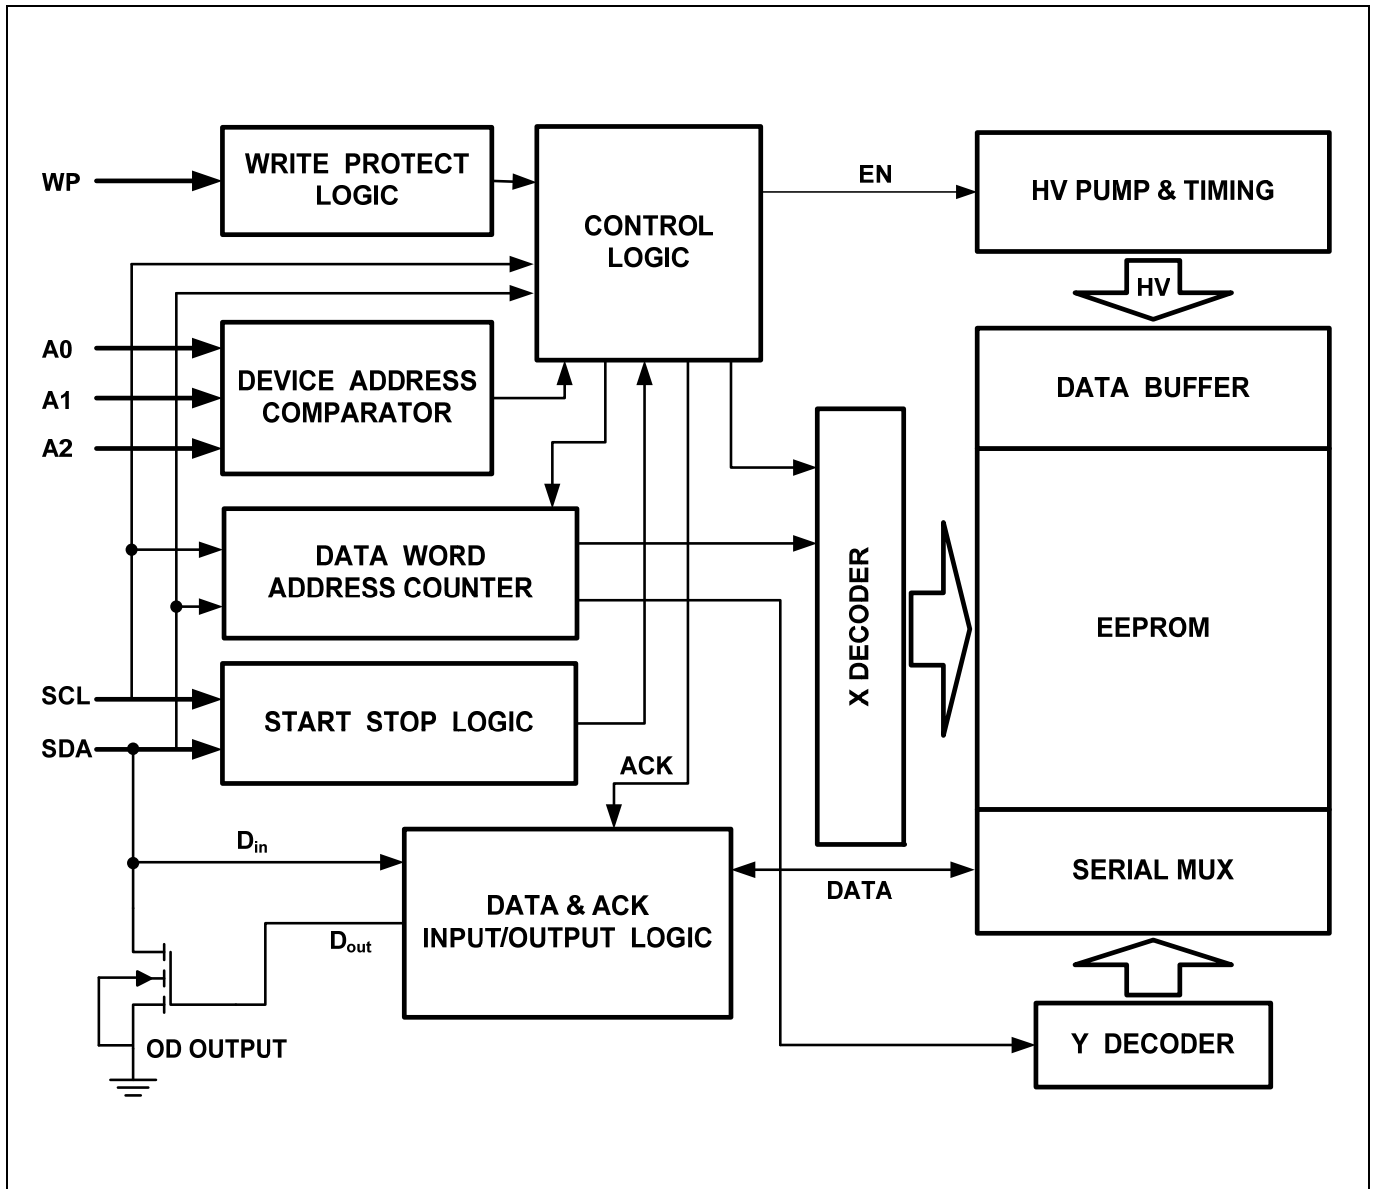 WP
WRITE PROTECT
LOGIC
CONTROL
LOGIC
EN
HV PUMP & TIMING
HV
A0
A1
A2
DEVICE ADDRESS
COMPARATOR
DATA BUFFER
DATA WORD
ADDRESS COUNTER
X DECODER
EEPROM
SCL
SDA
START STOP LOGIC
ACK
Din
Dout
DATA & ACK
INPUT/OUTPUT LOGIC
DATA
SERIAL MUX
OD OUTPUT
Y DECODER